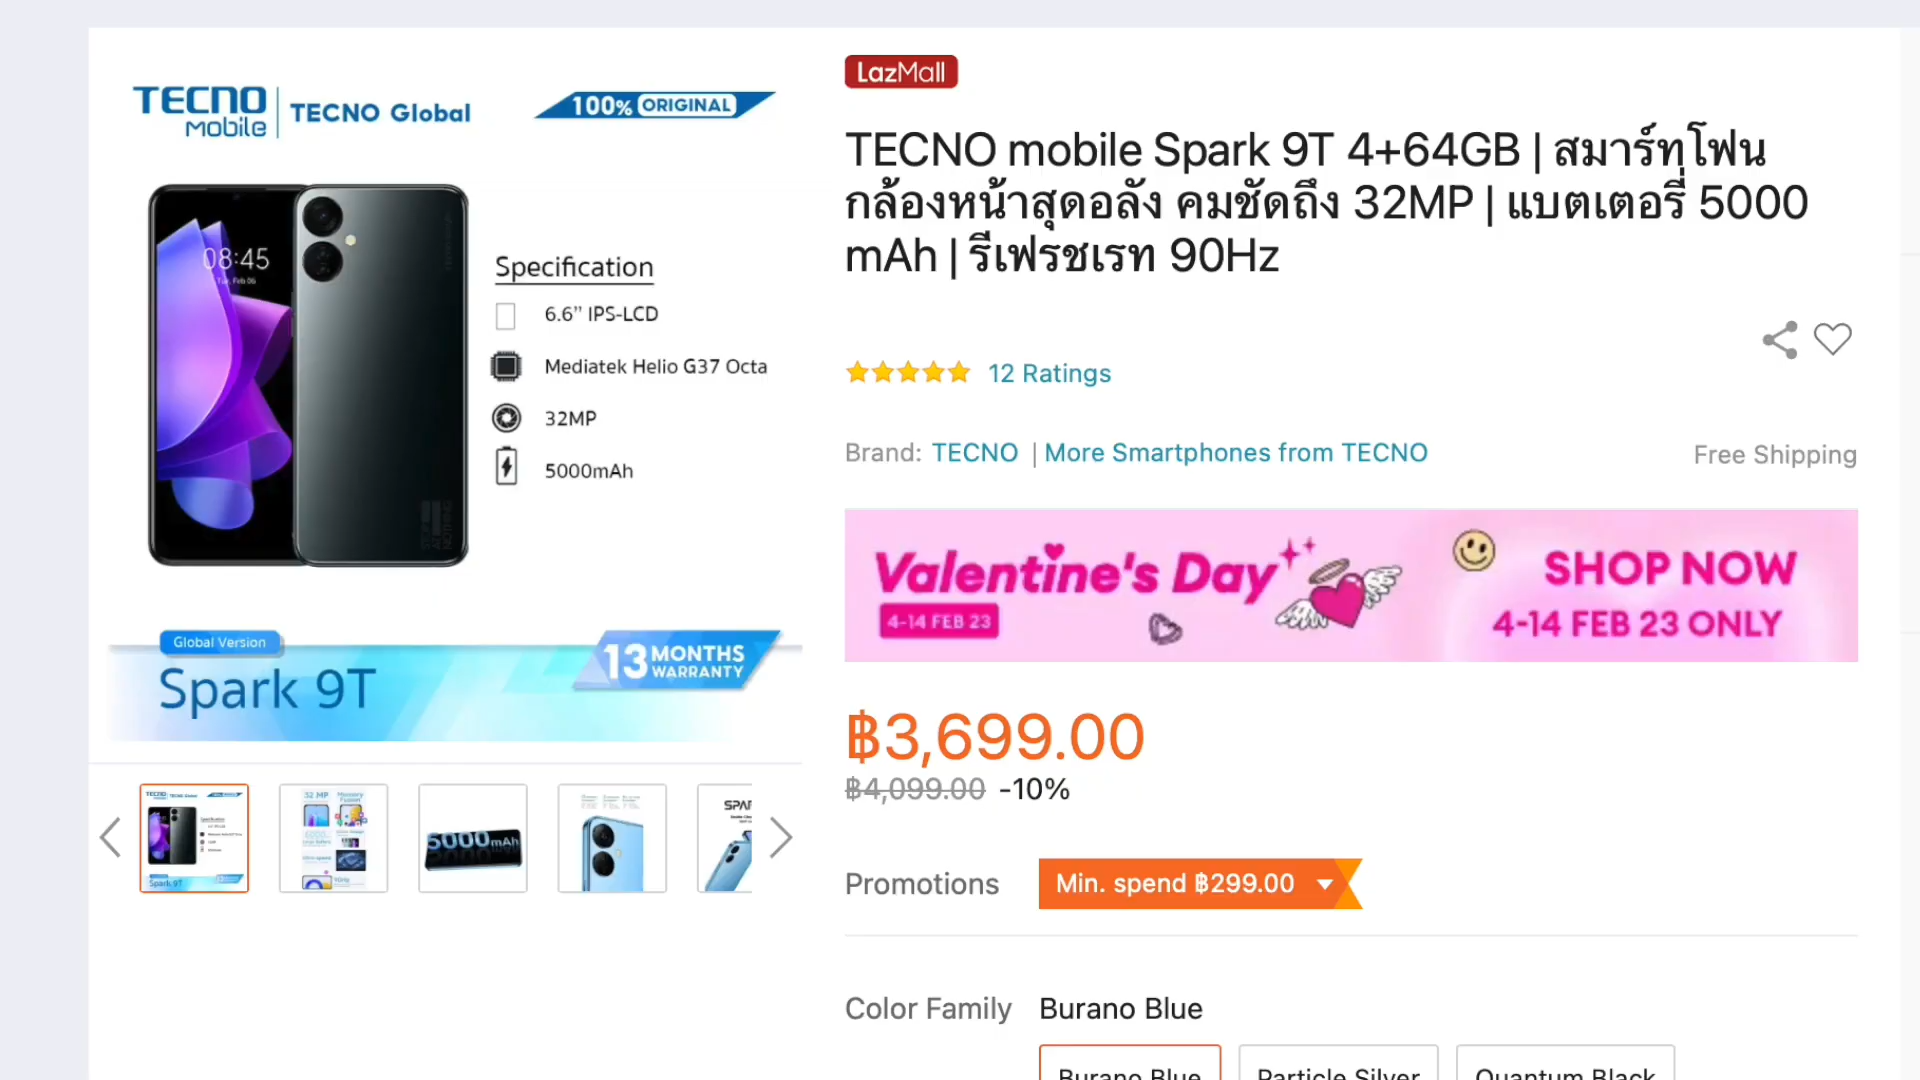 TECNO mobile
TECNO Global
100% ORIGINAL
08:45
Tue, Feb 06
Specification
6.6” IPS-LCD
Mediatek Helio G37 Octa
32MP
5000mAh
STOP AT NOTHING
Global Version
Spark 9T
13 MONTHS WARRANTY
5000mAh
LazMall
TECNO mobile Spark 9T 4+64GB | สมาร์ทโฟน
กล้องหน้าสุดอลัง คมชัดถึง 32MP | แบตเตอรี่ 5000
mAh | รีเฟรชเรท 90Hz
12 Ratings
Brand: TECNO | More Smartphones from TECNO
Free Shipping
Valentine's Day
4-14 FEB 23
SHOP NOW
4-14 FEB 23 ONLY
฿3,699.00
฿4,099.00 -10%
Promotions Min. spend ฿299.00
Color Family Burano Blue
Burano Blue Particle Silver Quantum Black